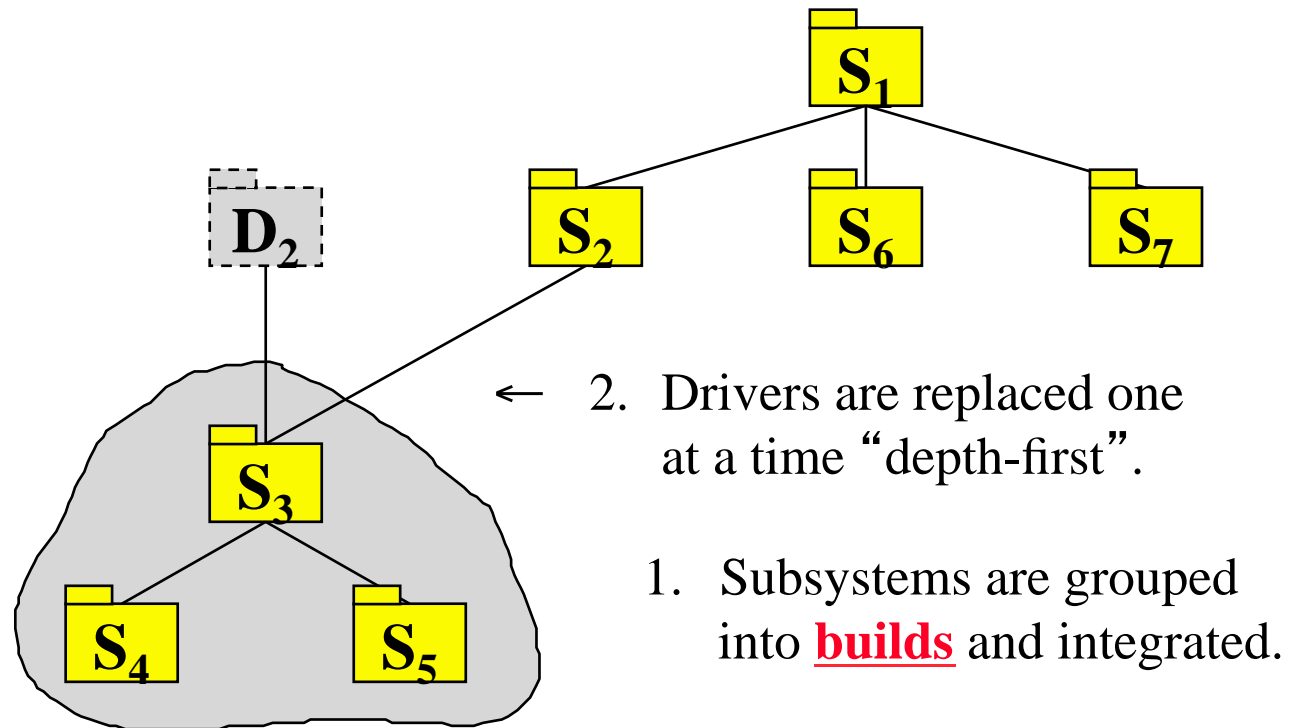 S₁
D₂
S₂
S₆
S₇
← 2. Drivers are replaced one
at a time “depth-first”.
S₃
1. Subsystems are grouped
into builds and integrated.
S₄
S₅